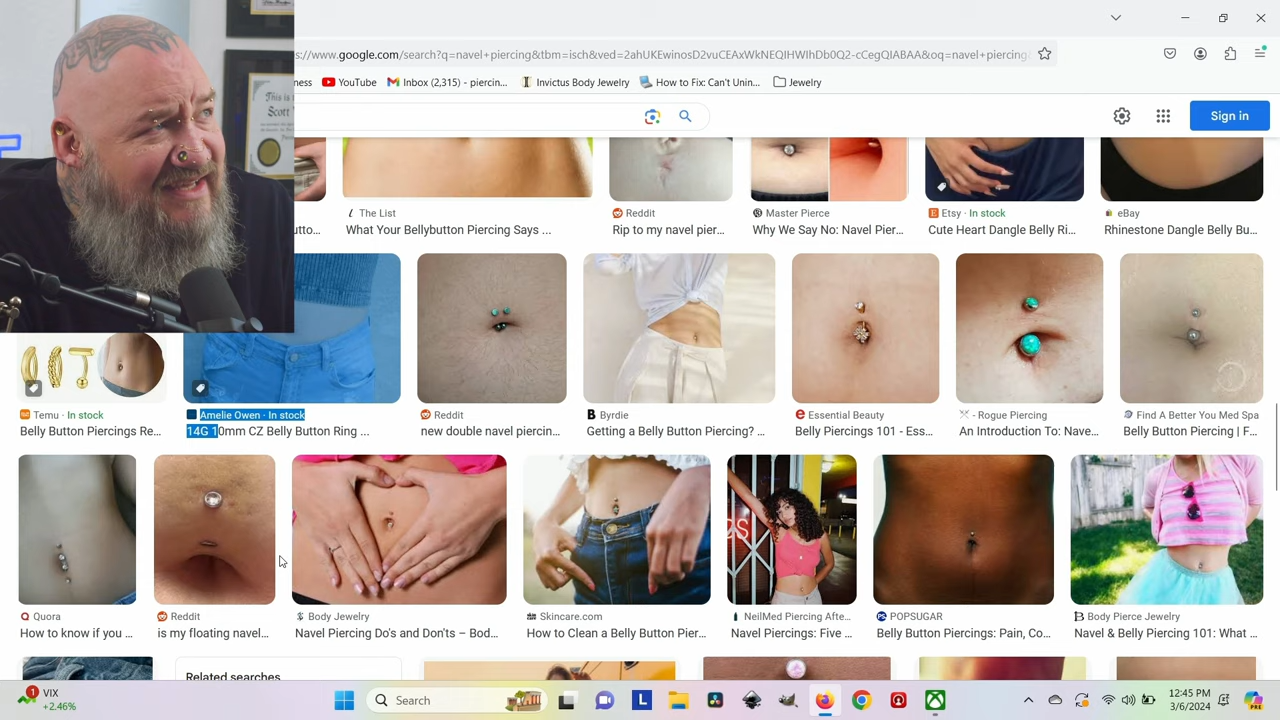 This is
Scott
s://www.google.com/search?q=navel+piercing&tbm=isch&ved=2ahUKEwinosD2vuCEAxWkNEQIHWIhDb0Q2-cCegQIABAA&oq=navel+piercing
ness YouTube Inbox (2,315) - piercin... Invictus Body Jewelry How to Fix: Can't Unin... Jewelry
Sign in
The List Reddit Master Pierce Etsy · In stock eBay
utto... What Your Bellybutton Piercing Says ... Rip to my navel pier... Why We Say No: Navel Pier... Cute Heart Dangle Belly Ri... Rhinestone Dangle Belly Bu...
Temu · In stock Amelie Owen · In stock Reddit Byrdie Essential Beauty - Rogue Piercing Find A Better You Med Spa
Belly Button Piercings Re... 14G 10mm CZ Belly Button Ring ... new double navel piercin... Getting a Belly Button Piercing? ... Belly Piercings 101 - Ess... An Introduction To: Nave... Belly Button Piercing | F...
Quora Reddit Body Jewelry Skincare.com NeilMed Piercing Afte... POPSUGAR Body Pierce Jewelry
How to know if you ... is my floating navel... Navel Piercing Do's and Don'ts – Bod... How to Clean a Belly Button Pier... Navel Piercings: Five ... Belly Button Piercings: Pain, Co... Navel & Belly Piercing 101: What ...
Related searches
1 VIX
+2.46%
Search
12:45 PM
3/6/2024